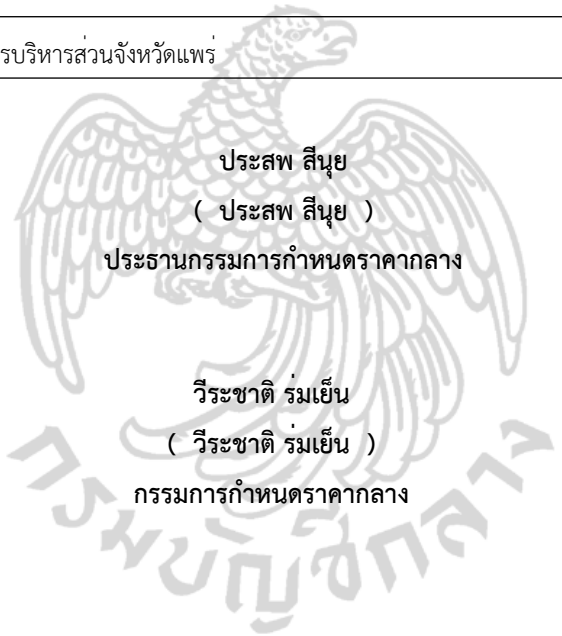 รบริหารส่วนจังหวัดแพร่
ประสพ สีนุย
( ประสพ สีนุย )
ประธานกรรมการกำหนดราคากลาง
วีระชาติ ร่มเย็น
( วีระชาติ ร่มเย็น )
กรรมการกำหนดราคากลาง
กรมบัญชีกลาง